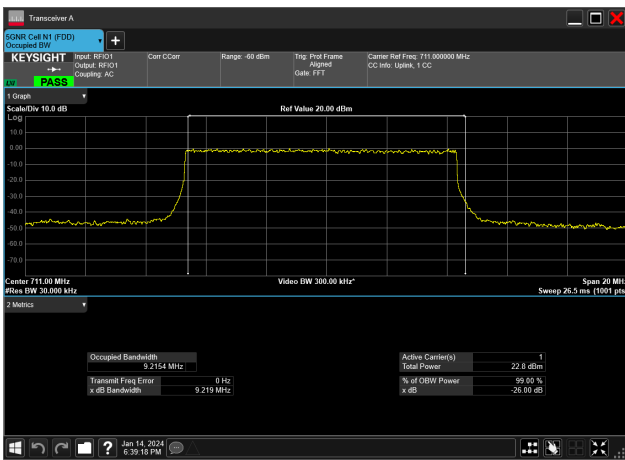 Transceiver A
5GNR Cell N1 (FDD)
Occupied BW
KEYSIGHT
Input: RFIO1
Output: RFIO1
Coupling: AC
Corr CCorr
Range: -60 dBm
Trig: Prot Frame
Aligned
Gate: FFT
Carrier Ref Freq: 711.000000 MHz
CC Info: Uplink, 1 CC
PASS
1 Graph
Scale/Div 10.0 dB
Ref Value 20.00 dBm
Log
10.0
0.00
-10.0
-20.0
-30.0
-40.0
-50.0
-60.0
-70.0
Center 711.00 MHz
Video BW 300.00 kHz*
Span 20 MHz
#Res BW 30.000 kHz
Sweep 26.5 ms (1001 pts
2 Metrics
Occupied Bandwidth
9.2154 MHz
Transmit Freq Error 0 Hz
x dB Bandwidth 9.219 MHz
Active Carrier(s) 1
Total Power 22.8 dBm
% of OBW Power 99.00 %
x dB -26.00 dB
Jan 14, 2024
6:39:18 PM